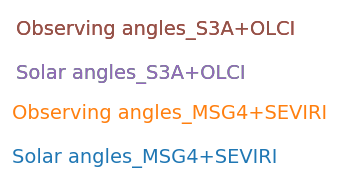 Observing angles_S3A+OLCI
Solar angles_S3A+OLCI
Observing angles_MSG4+SEVIRI
Solar angles_MSG4+SEVIRI